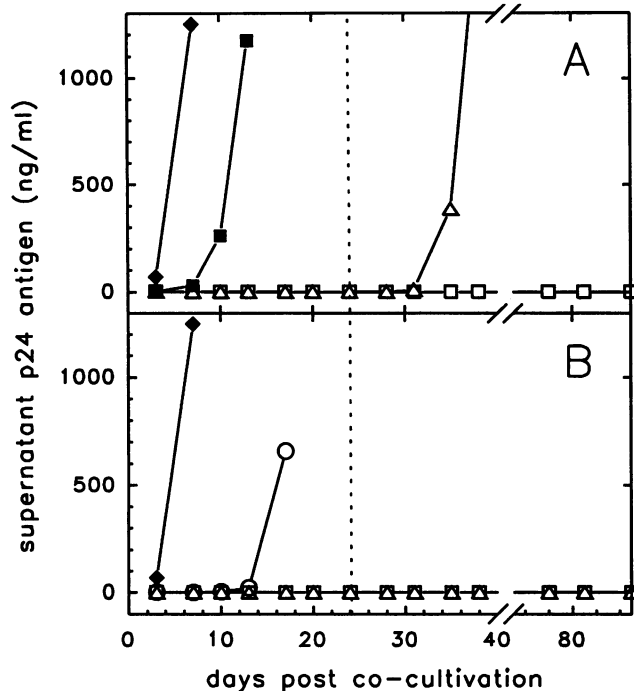 A
1000
500
0
B
1000
500
0
0 10 20 30 40 80
supernatant p24 antigen (ng/ml)
days post co-cultivation